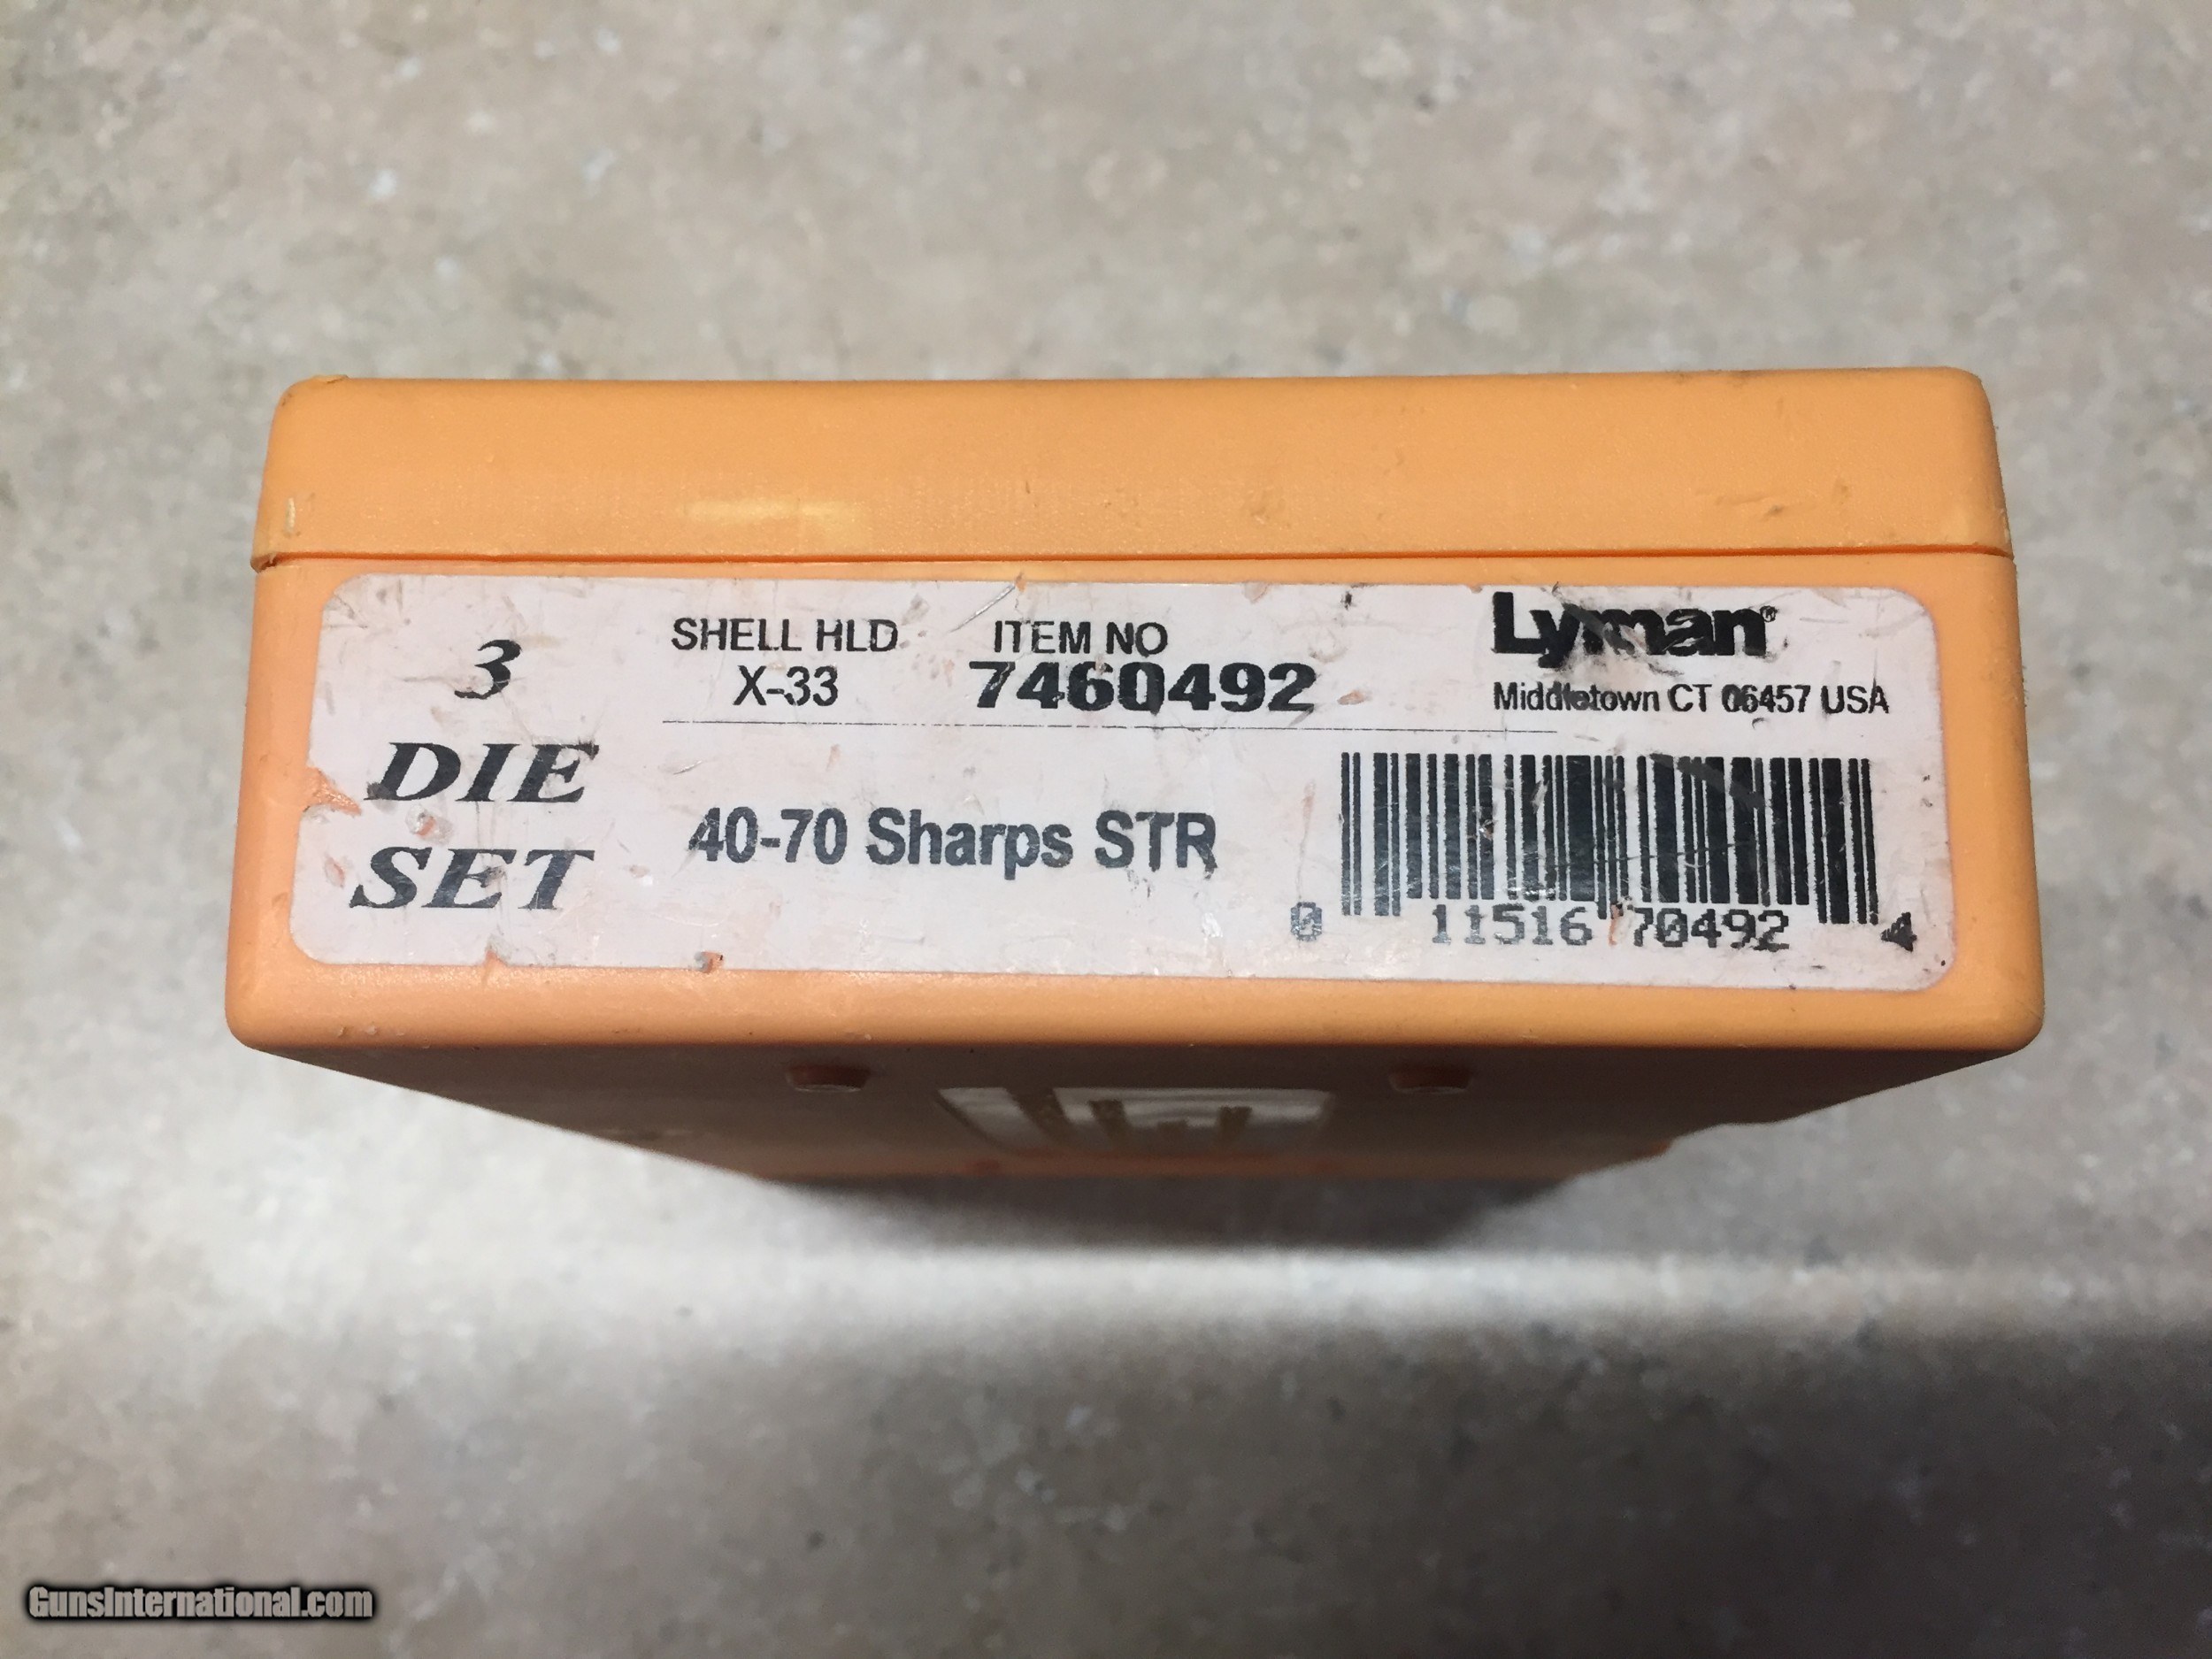 3
DIE
SET
SHELL HLD
X-33
ITEM NO
7460492
Lyman®
Middletown CT 06457 USA
40-70 Sharps STR
0 11516 70492 4
GunsInternational.com